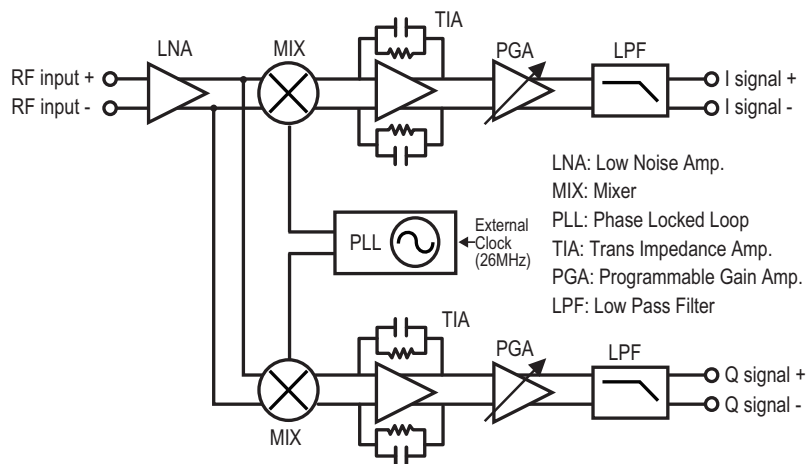 TIA
LNA
MIX
PGA
LPF
RF input +
RF input -
I signal +
I signal -
LNA: Low Noise Amp.
MIX: Mixer
PLL: Phase Locked Loop
TIA: Trans Impedance Amp.
PGA: Programmable Gain Amp.
LPF: Low Pass Filter
PLL
External
Clock
(26MHz)
TIA
PGA
LPF
Q signal +
Q signal -
MIX